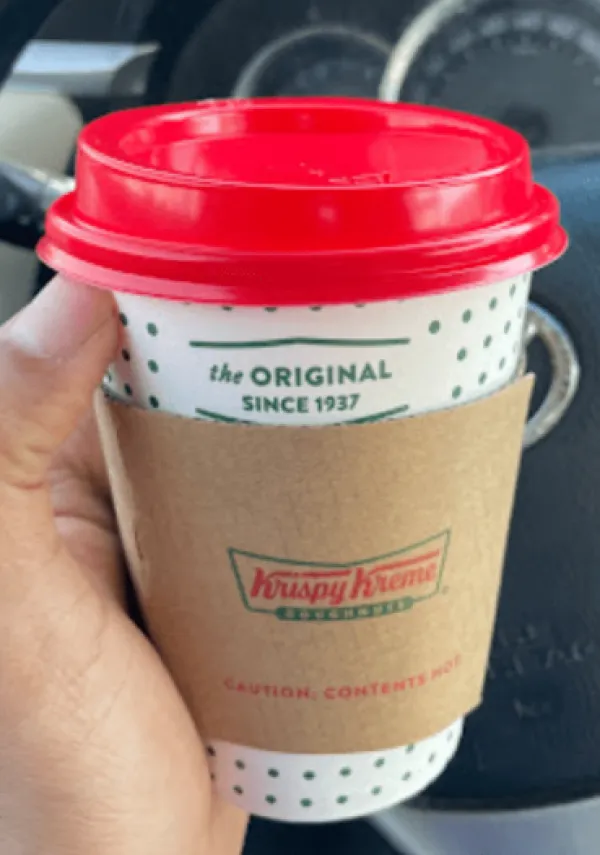 the ORIGINAL
SINCE 1937
Krispy Kreme
DOUGHNUTS
CAUTION: CONTENTS HOT